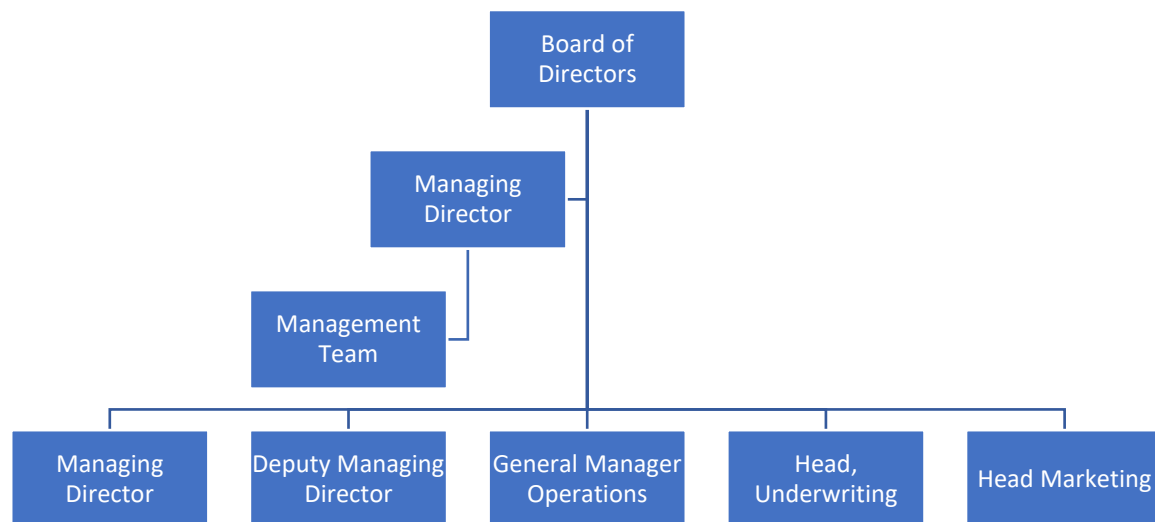 Board of
Directors
Managing
Director
Management
Team
Managing
Director
Deputy Managing
Director
General Manager
Operations
Head,
Underwriting
Head Marketing